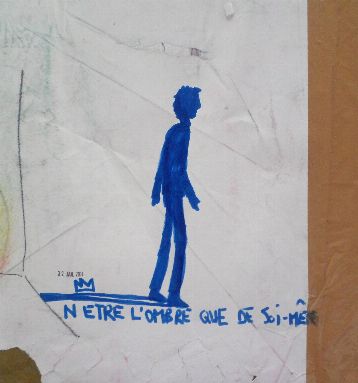 N ETRE L'OMBRE QUE DE SOI-MÊ